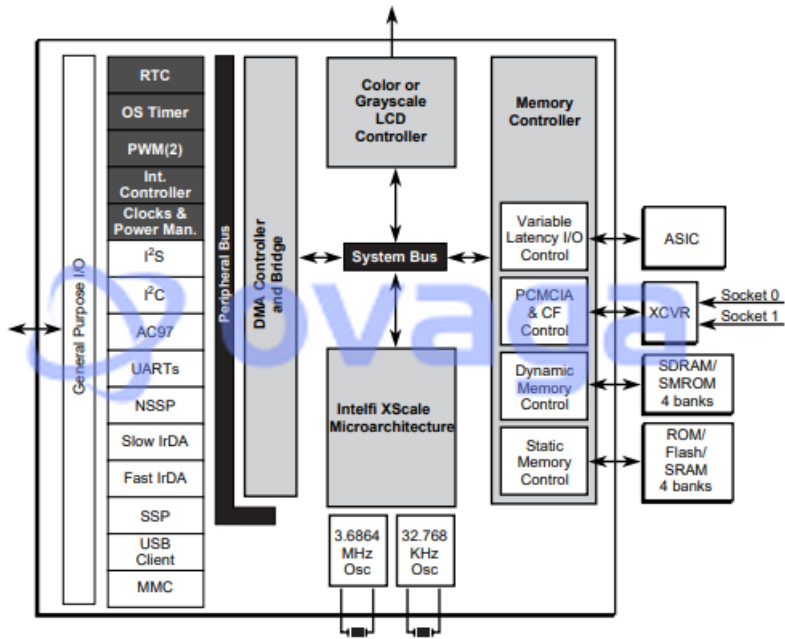 General Purpose I/O
RTC
OS Timer
PWM(2)
Int.
Controller
Clocks &
Power Man.
I²S
I²C
AC97
UARTs
NSSP
Slow IrDA
Fast IrDA
SSP
USB
Client
MMC
Peripheral Bus
DMA Controller
and Bridge
Color or
Grayscale
LCD
Controller
System Bus
Intelfi XScale
Microarchitecture
3.6864
MHz
Osc
32.768
KHz
Osc
Memory
Controller
Variable
Latency I/O
Control
PCMCIA
& CF
Control
Dynamic
Memory
Control
Static
Memory
Control
ASIC
XCVR
Socket 0
Socket 1
SDRAM/
SMROM
4 banks
ROM/
Flash/
SRAM
4 banks
ovaga